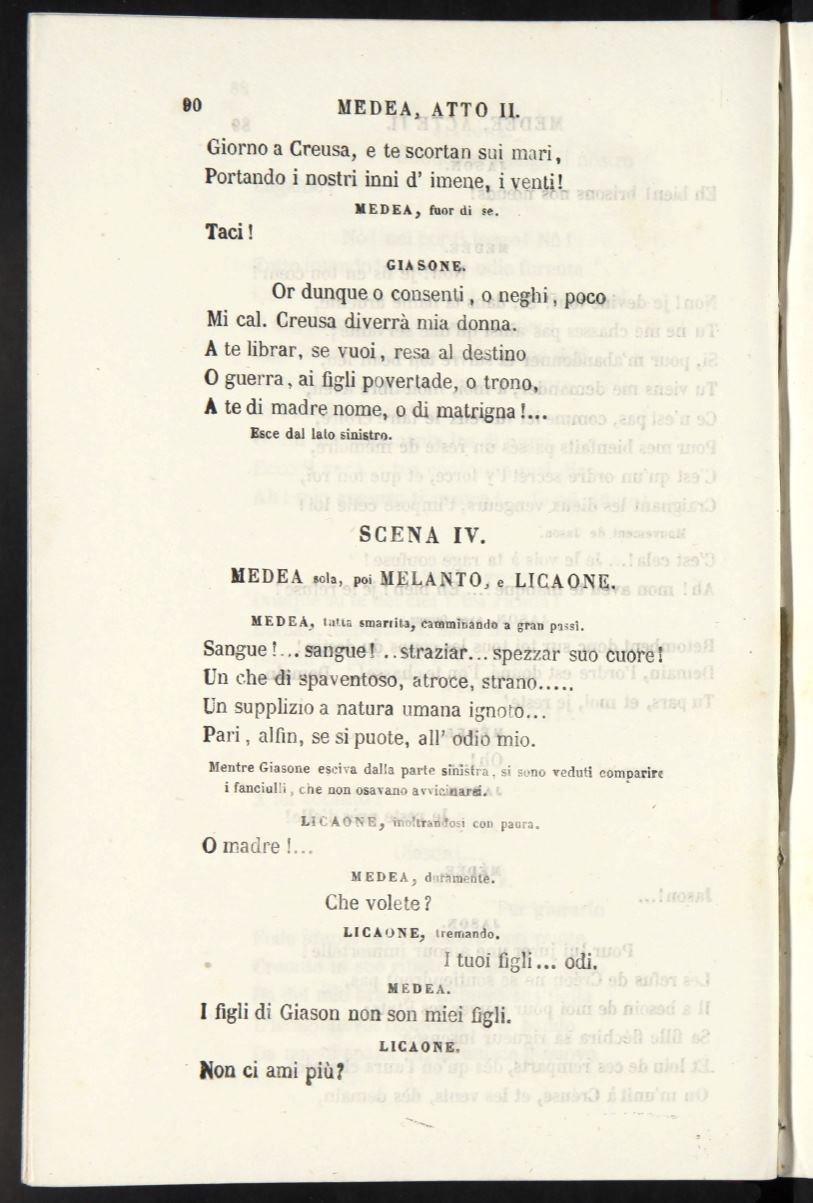 90 MEDEA, ATTO II.
Giorno a Creusa, e te scortan sui mari,
Portando i nostri inni d' imene, i venti!
MEDEA, fuor di se.
Taci!
GIASONE.
Or dunque o consenti, o neghi, poco
Mi cal. Creusa diverrà mia donna.
A te librar, se vuoi, resa al destino
O guerra, ai figli povertade, o trono,
A te di madre nome, o di matrigna!...
Esce dal lato sinistro.
SCENA IV.
MEDEA sola, poi MELANTO, e LICAONE.
MEDEA, tutta smarrita, camminando a gran passi.
Sangue!... sangue! ..straziar... spezzar suo cuore!
Un che di spaventoso, atroce, strano.....
Un supplizio a natura umana ignoto...
Pari, alfin, se si puote, all' odio mio.
Mentre Giasone esciva dalla parte sinistra, si sono veduti comparire
i fanciulli, che non osavano avvicinarsi.
LICAONE, inoltrandosi con paura.
O madre!...
MEDEA, duramente.
Che volete?
LICAONE, tremando.
I tuoi figli... odi.
MEDEA.
I figli di Giason non son miei figli.
LICAONE.
Non ci ami più?